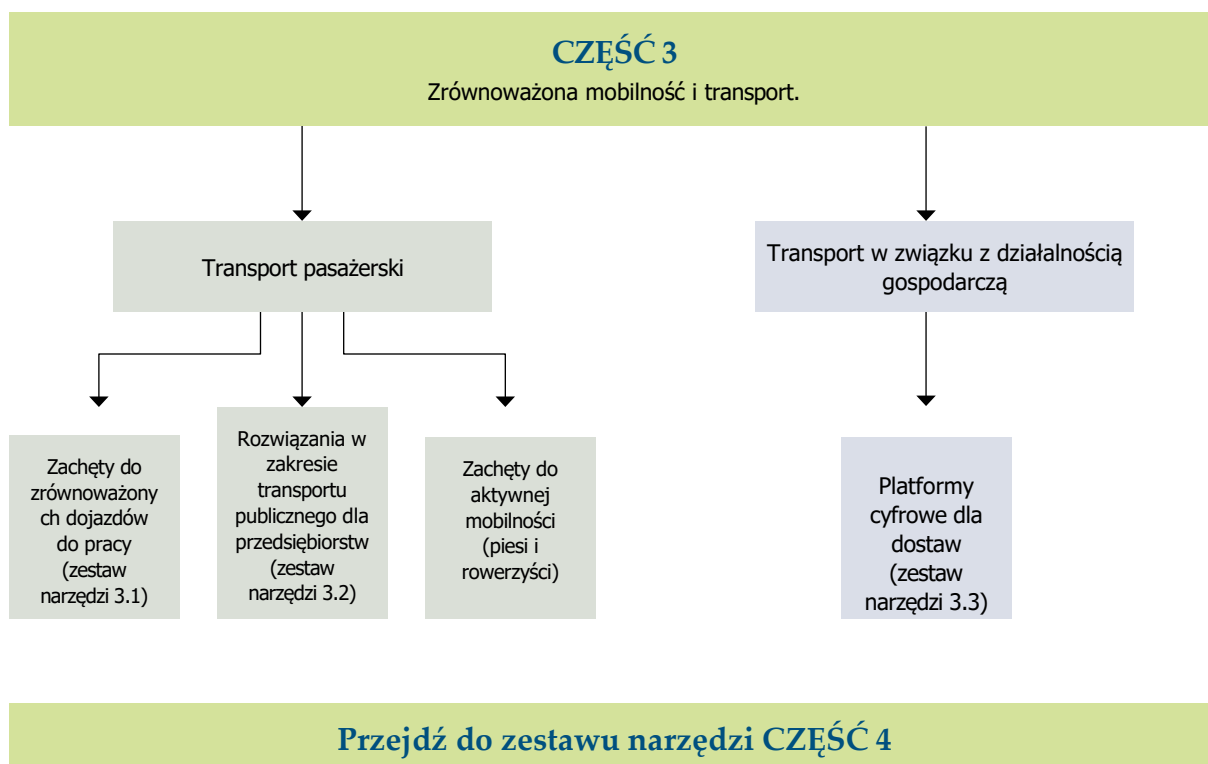 CZĘŚĆ 3
Zrównoważona mobilność i transport.
Transport pasażerski
Transport w związku z działalnością
gospodarczą
Zachęty do
zrównoważony
ch dojazdów
do pracy
(zestaw
narzędzi 3.1)
Rozwiązania w
zakresie
transportu
publicznego dla
przedsiębiorstw
(zestaw
narzędzi 3.2)
Zachęty do
aktywnej
mobilności
(piesi i
rowerzyści)
Platformy
cyfrowe dla
dostaw
(zestaw
narzędzi 3.3)
Przejdź do zestawu narzędzi CZĘŚĆ 4